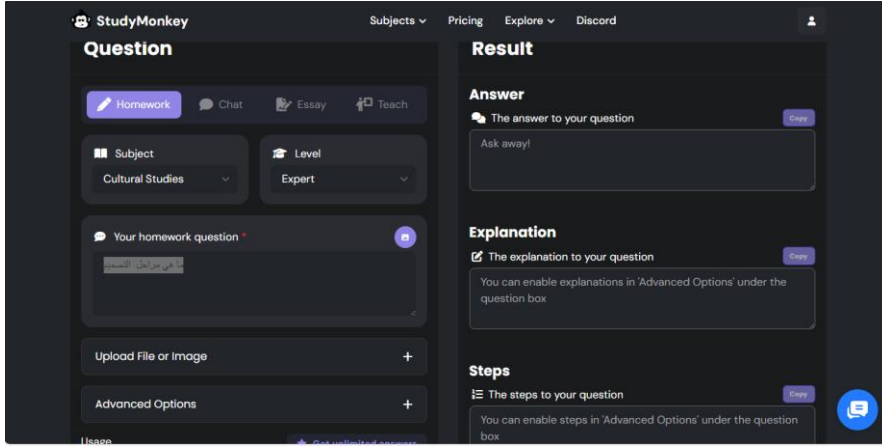 StudyMonkey
Subjects
Pricing
Explore
Discord
Question
Homework
Chat
Essay
Teach
Subject
Cultural Studies
Level
Expert
Your homework question *
ما هي مراحل التصميم
Upload File or Image
+
Advanced Options
+
Usage
Get unlimited answers
Result
Answer
The answer to your question
Copy
Ask away!
Explanation
The explanation to your question
Copy
You can enable explanations in 'Advanced Options' under the
question box
Steps
The steps to your question
Copy
You can enable steps in 'Advanced Options' under the question
box